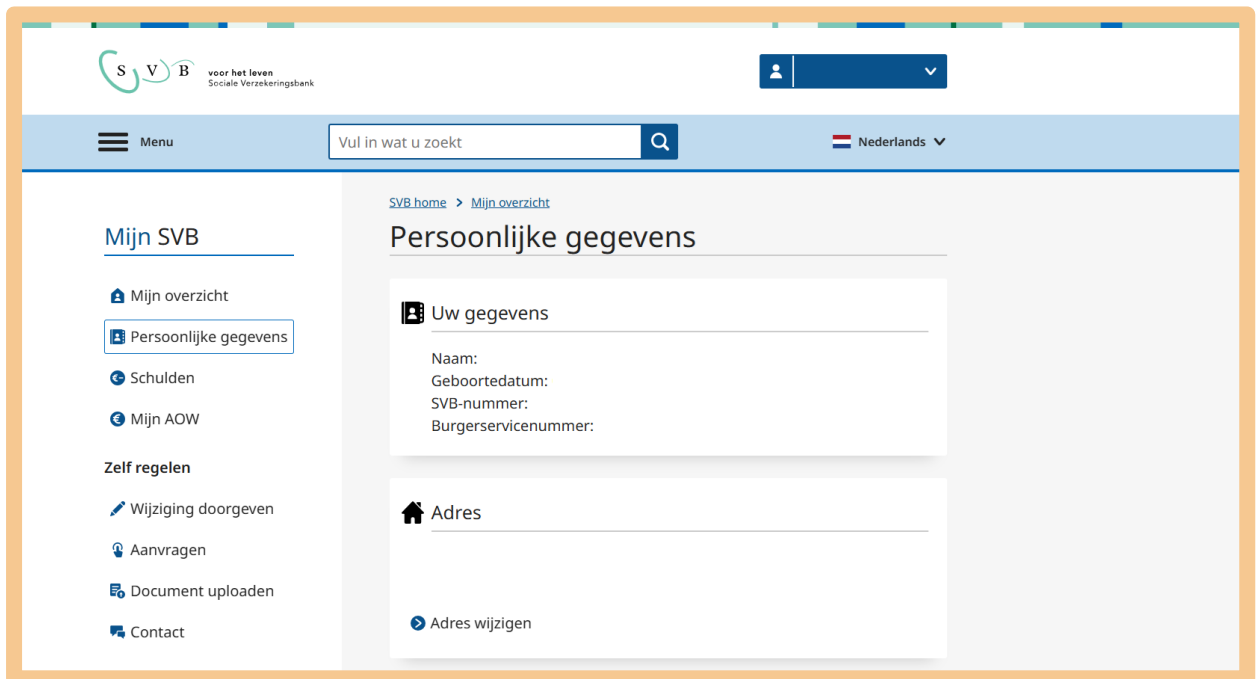 S V B
voor het leven
Sociale Verzekeringsbank
Menu
Vul in wat u zoekt
Nederlands
SVB home > Mijn overzicht
Mijn SVB
Mijn overzicht
Persoonlijke gegevens
Schulden
Mijn AOW
Zelf regelen
Wijziging doorgeven
Aanvragen
Document uploaden
Contact
Persoonlijke gegevens
Uw gegevens
Naam:
Geboortedatum:
SVB-nummer:
Burgerservicenummer:
Adres
Adres wijzigen